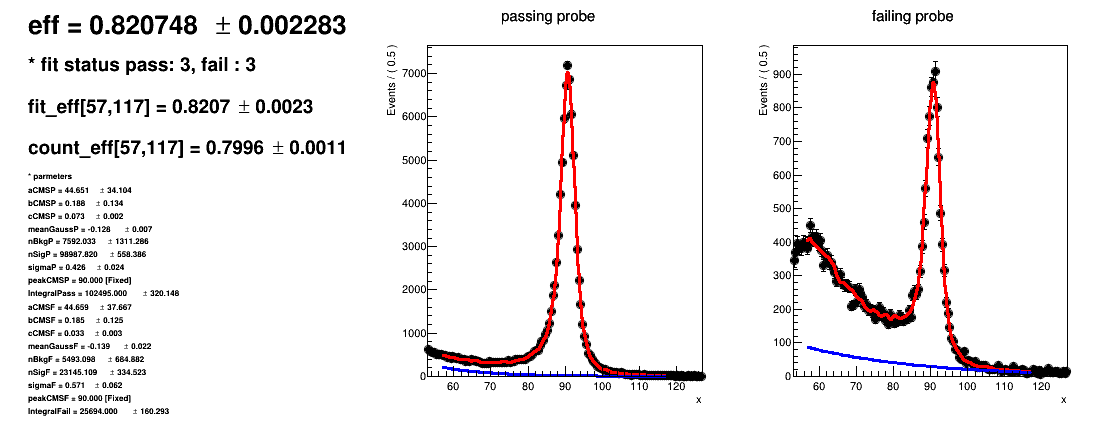 eff = 0.820748 ± 0.002283
* fit status pass: 3, fail : 3
fit_eff[57,117] = 0.8207 ± 0.0023
count_eff[57,117] = 0.7996 ± 0.0011
* parmeters
aCMSP = 44.651 ± 34.104
bCMSP = 0.188 ± 0.134
cCMSP = 0.073 ± 0.002
meanGaussP = -0.128 ± 0.007
nBkgP = 7592.033 ± 1311.286
nSigP = 98987.820 ± 558.386
sigmaP = 0.426 ± 0.024
peakCMSP = 90.000 [Fixed]
IntegralPass = 102495.000 ± 320.148
aCMSF = 44.659 ± 37.667
bCMSF = 0.185 ± 0.125
cCMSF = 0.033 ± 0.003
meanGaussF = -0.139 ± 0.022
nBkgF = 5493.098 ± 684.882
nSigF = 23145.109 ± 334.523
sigmaF = 0.571 ± 0.062
peakCMSF = 90.000 [Fixed]
IntegralFail = 25694.000 ± 160.293
passing probe
Events / ( 0.5 )
7000
6000
5000
4000
3000
2000
1000
0
60 70 80 90 100 110 120
x
failing probe
Events / ( 0.5 )
900
800
700
600
500
400
300
200
100
0
60 70 80 90 100 110 120
x